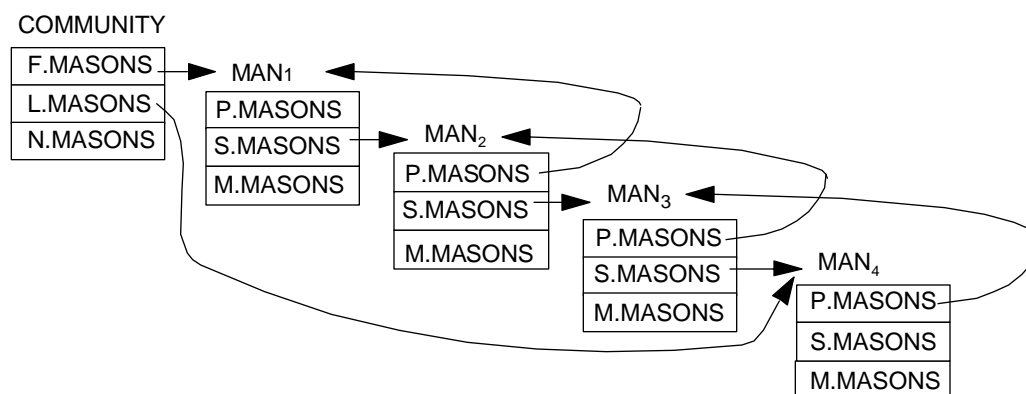 COMMUNITY
F.MASONS
L.MASONS
N.MASONS
MAN1
P.MASONS
S.MASONS
M.MASONS
MAN2
P.MASONS
S.MASONS
M.MASONS
MAN3
P.MASONS
S.MASONS
M.MASONS
MAN4
P.MASONS
S.MASONS
M.MASONS